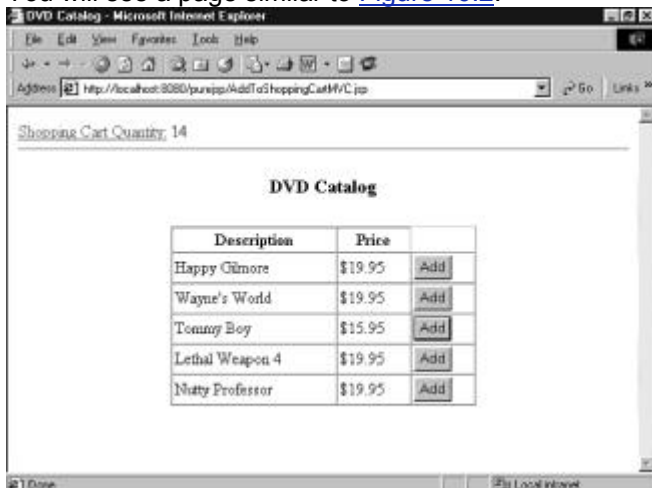 You will see a page similar to Figure 10.2.
DVD Catalog - Microsoft Internet Explorer
File Edit View Favorites Tools Help
Address http://localhost:8080/purejsp/AddToShoppingCartMVC.jsp Go Links »
Shopping Cart Quantity: 14
DVD Catalog
Description Price
Happy Gilmore $19.95 Add
Wayne's World $19.95 Add
Tommy Boy $15.95 Add
Lethal Weapon 4 $19.95 Add
Nutty Professor $19.95 Add
Done Local intranet